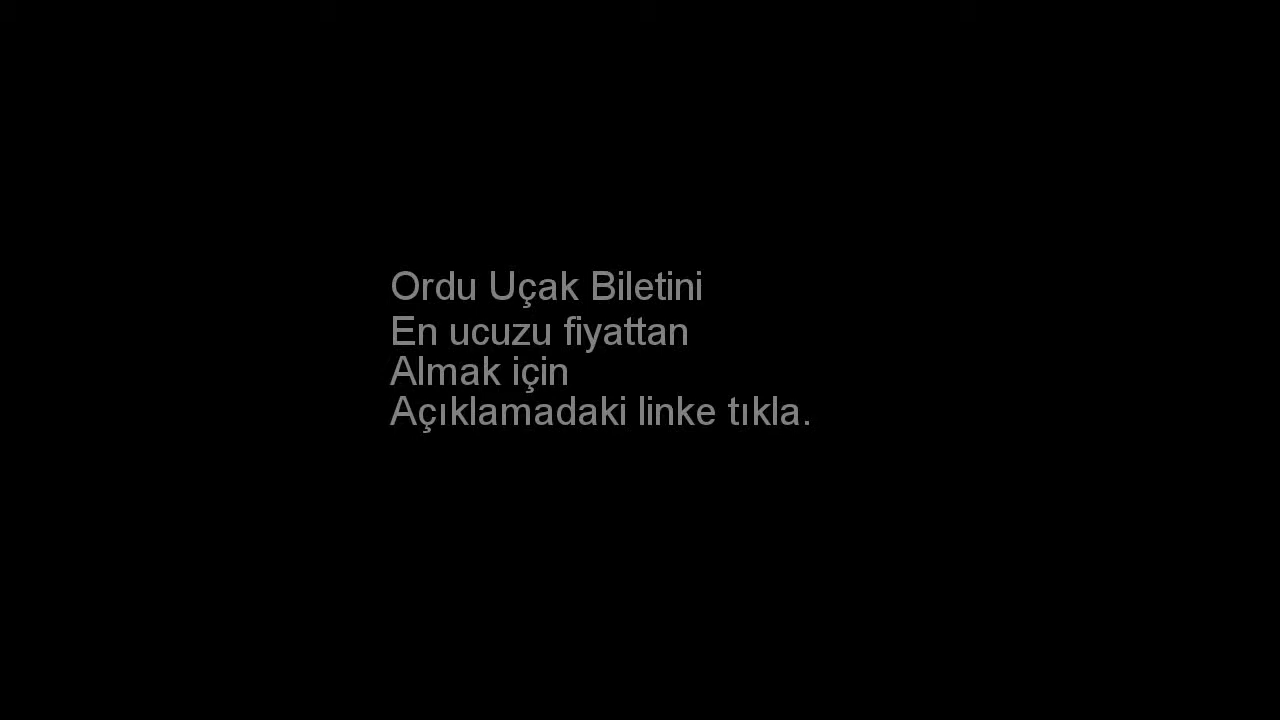 Ordu Uçak Biletini
En ucuzu fiyattan
Almak için
Açıklamadaki linke tıkla.